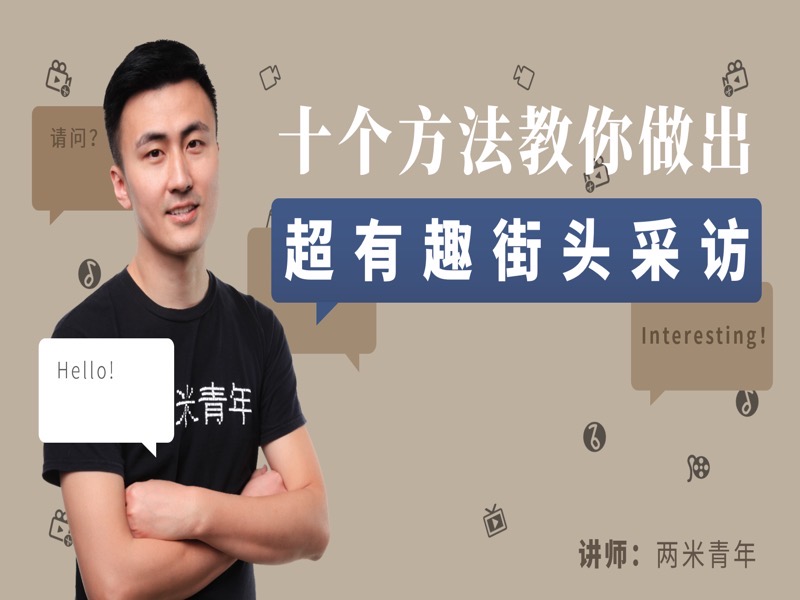 请问?
十个方法教你做出
超有趣街头采访
Interesting!
Hello!
米青年
讲师：两米青年